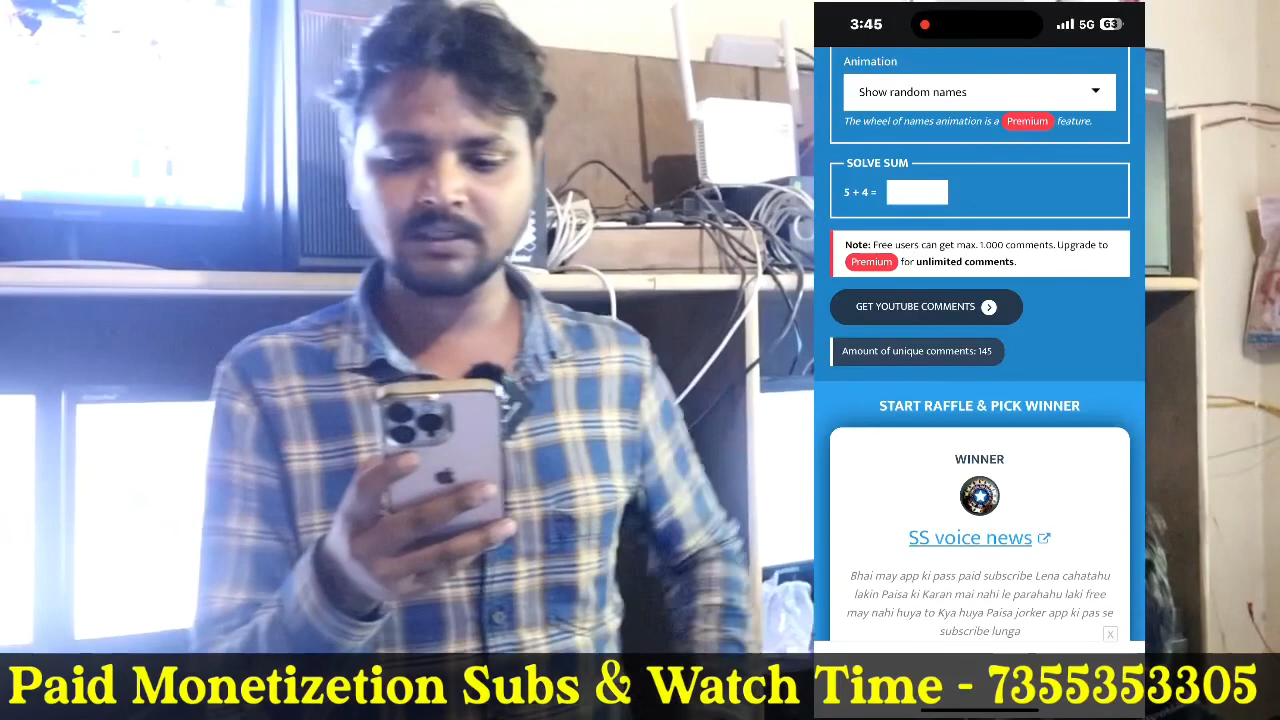 3:45 5G 63
Animation
Show random names
The wheel of names animation is a Premium feature.
SOLVE SUM
5 + 4 =
Note: Free users can get max. 1.000 comments. Upgrade to
Premium for unlimited comments.
GET YOUTUBE COMMENTS
Amount of unique comments: 145
START RAFFLE & PICK WINNER
WINNER
SS voice news
Bhai may app ki pass paid subscribe Lena cahatahu
lakin Paisa ki Karan mai nahi le parahahu laki free
may nahi huya to Kya huya Paisa jorker app ki pas se
subscribe lunga
X
Paid Monetizetion Subs & Watch Time - 7355353305